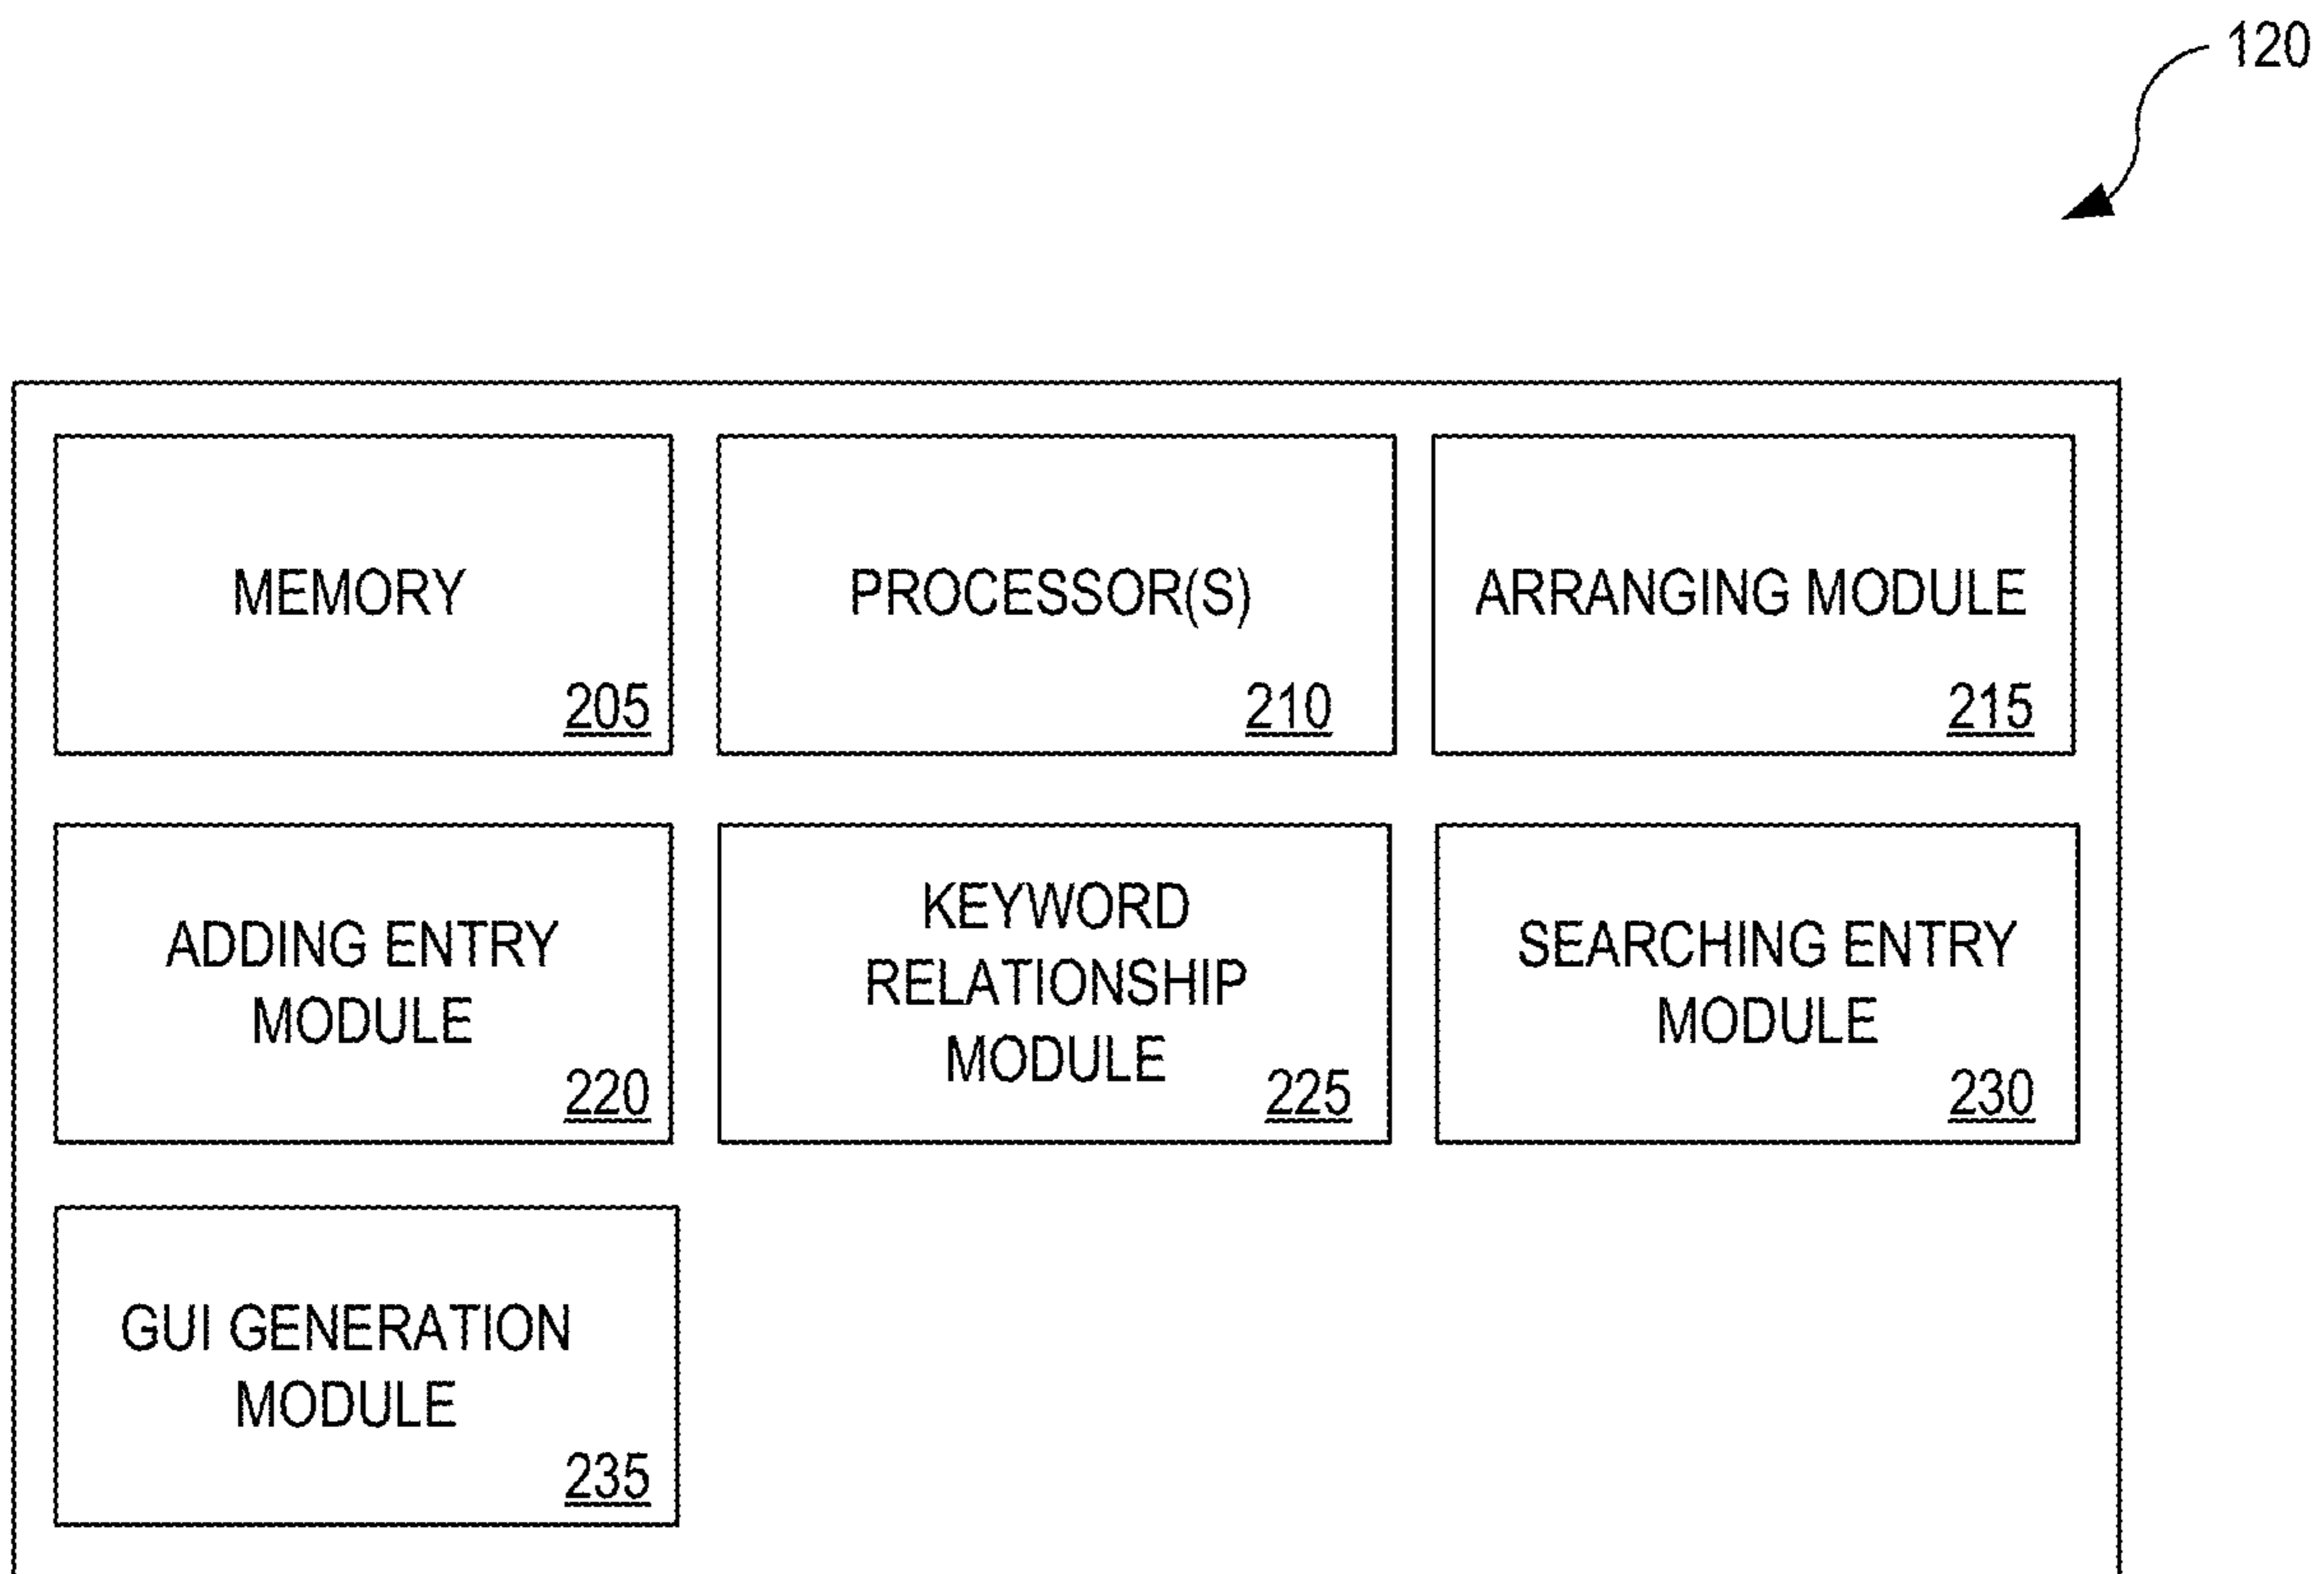 120
MEMORY
205
PROCESSOR(S)
210
ARRANGING MODULE
215
ADDING ENTRY
MODULE
220
KEYWORD
RELATIONSHIP
MODULE
225
SEARCHING ENTRY
MODULE
230
GUI GENERATION
MODULE
235